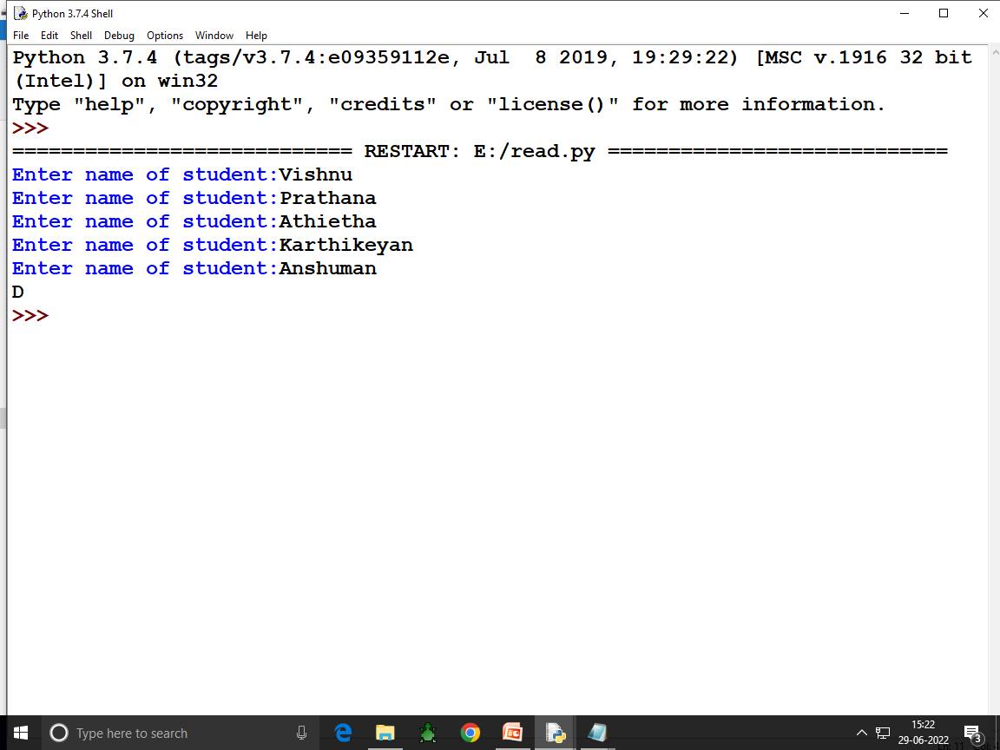 Python 3.7.4 Shell
File Edit Shell Debug Options Window Help
Python 3.7.4 (tags/v3.7.4:e09359112e, Jul  8 2019, 19:29:22) [MSC v.1916 32 bit
(Intel)] on win32
Type "help", "copyright", "credits" or "license()" for more information.
>>>
============================ RESTART: E:/read.py ============================
Enter name of student:Vishnu
Enter name of student:Prathana
Enter name of student:Athietha
Enter name of student:Karthikeyan
Enter name of student:Anshuman
D
>>>
Type here to search
15:22
29-06-2022
3